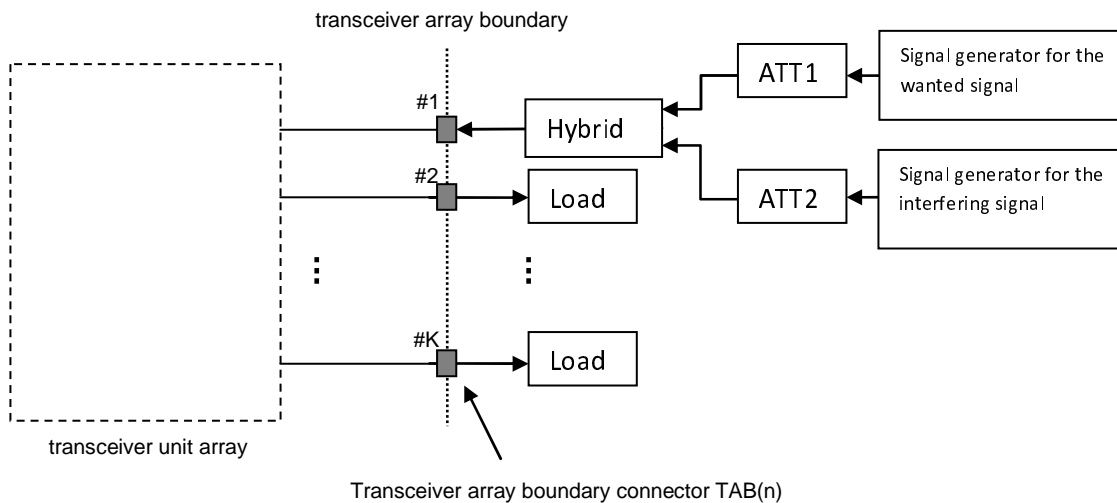 transceiver array boundary
Signal generator for the
wanted signal
ATT1
#1
Hybrid
#2
Load
ATT2
Signal generator for the
interfering signal
#K
Load
transceiver unit array
Transceiver array boundary connector TAB(n)